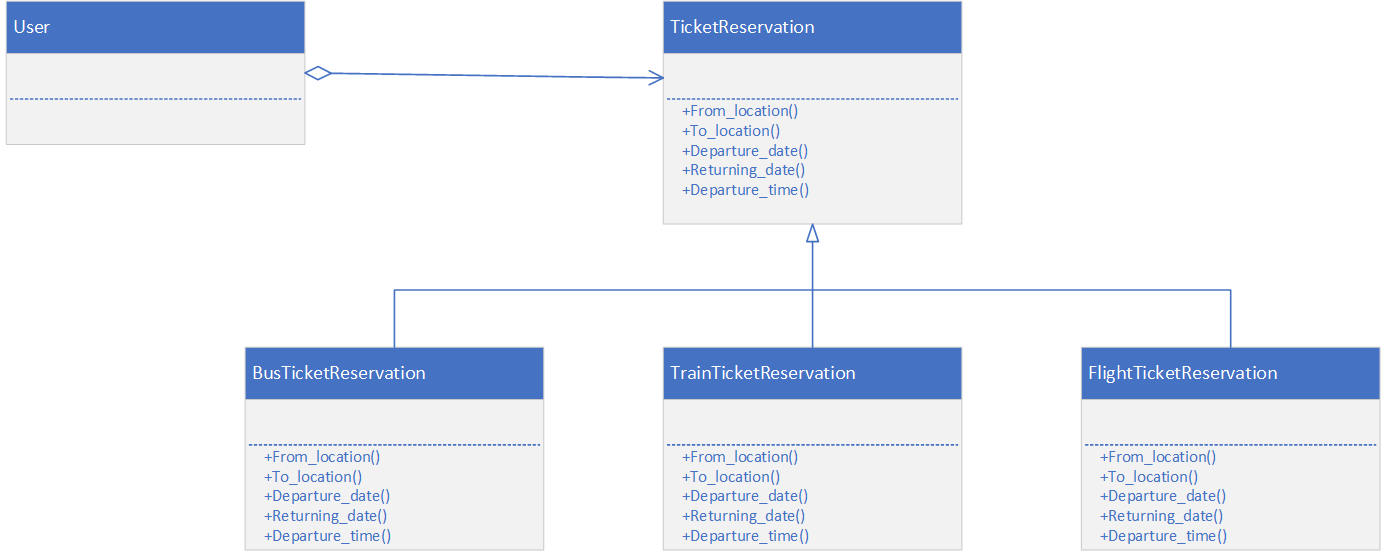 User
TicketReservation
+From_location()
+To_location()
+Departure_date()
+Returning_date()
+Departure_time()
BusTicketReservation
+From_location()
+To_location()
+Departure_date()
+Returning_date()
+Departure_time()
TrainTicketReservation
+From_location()
+To_location()
+Departure_date()
+Returning_date()
+Departure_time()
FlightTicketReservation
+From_location()
+To_location()
+Departure_date()
+Returning_date()
+Departure_time()